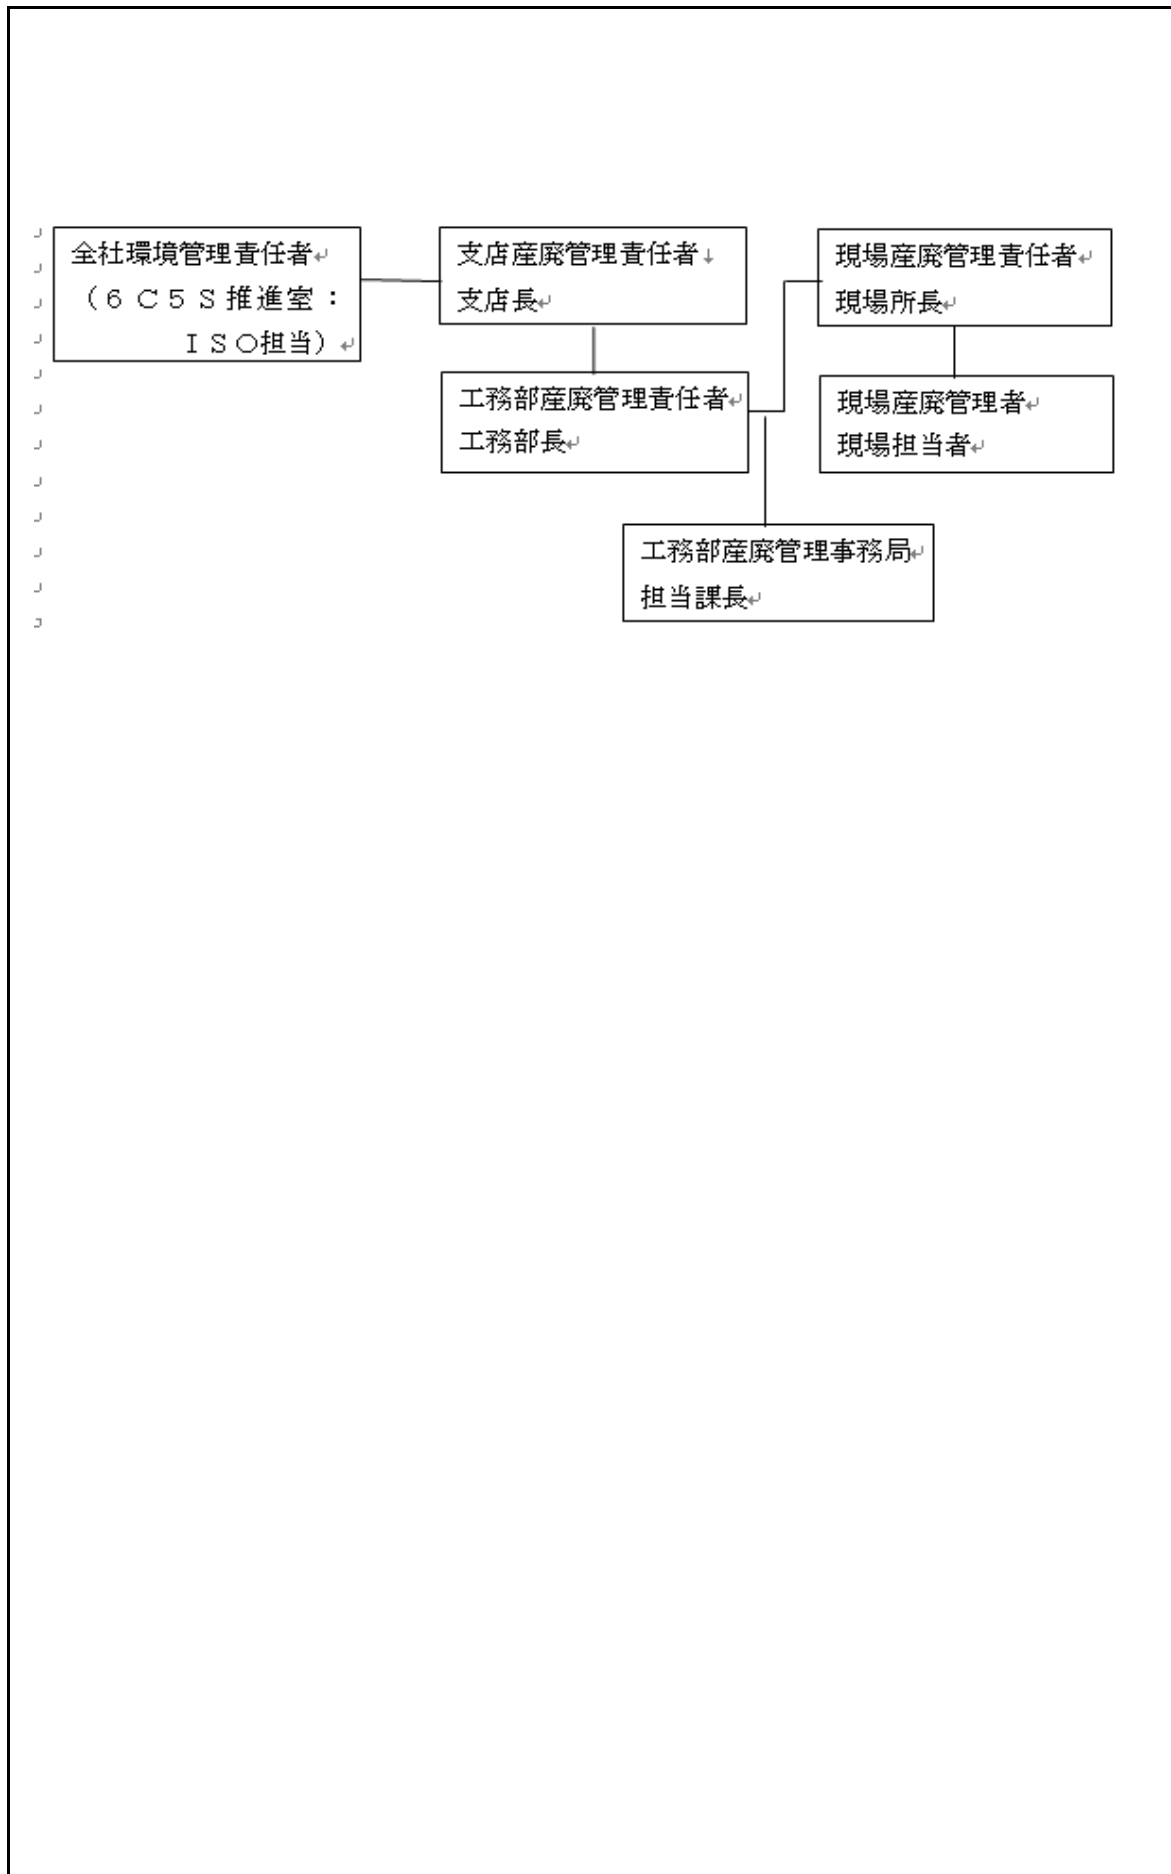 全社環境管理責任者
（６Ｃ５Ｓ推進室：
ＩＳＯ担当）
支店産廃管理責任者
支店長
工務部産廃管理責任者
工務部長
現場産廃管理責任者
現場所長
現場産廃管理者
現場担当者
工務部産廃管理事務局
担当課長